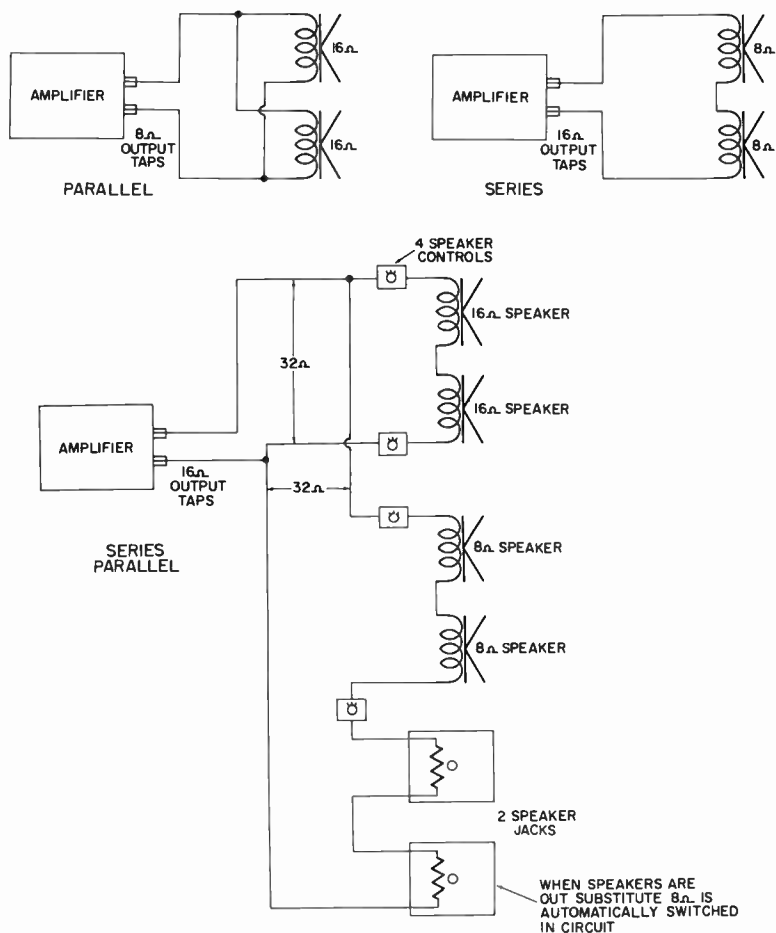 AMPLIFIER
8Ω
OUTPUT
TAPS
16Ω
16Ω
PARALLEL
AMPLIFIER
16Ω
OUTPUT
TAPS
8Ω
8Ω
SERIES
4 SPEAKER
CONTROLS
16Ω SPEAKER
32Ω
16Ω SPEAKER
AMPLIFIER
16Ω
OUTPUT
TAPS
32Ω
SERIES
PARALLEL
8Ω SPEAKER
8Ω SPEAKER
2 SPEAKER
JACKS
WHEN SPEAKERS ARE
OUT SUBSTITUTE 8Ω IS
AUTOMATICALLY SWITCHED
IN CIRCUIT